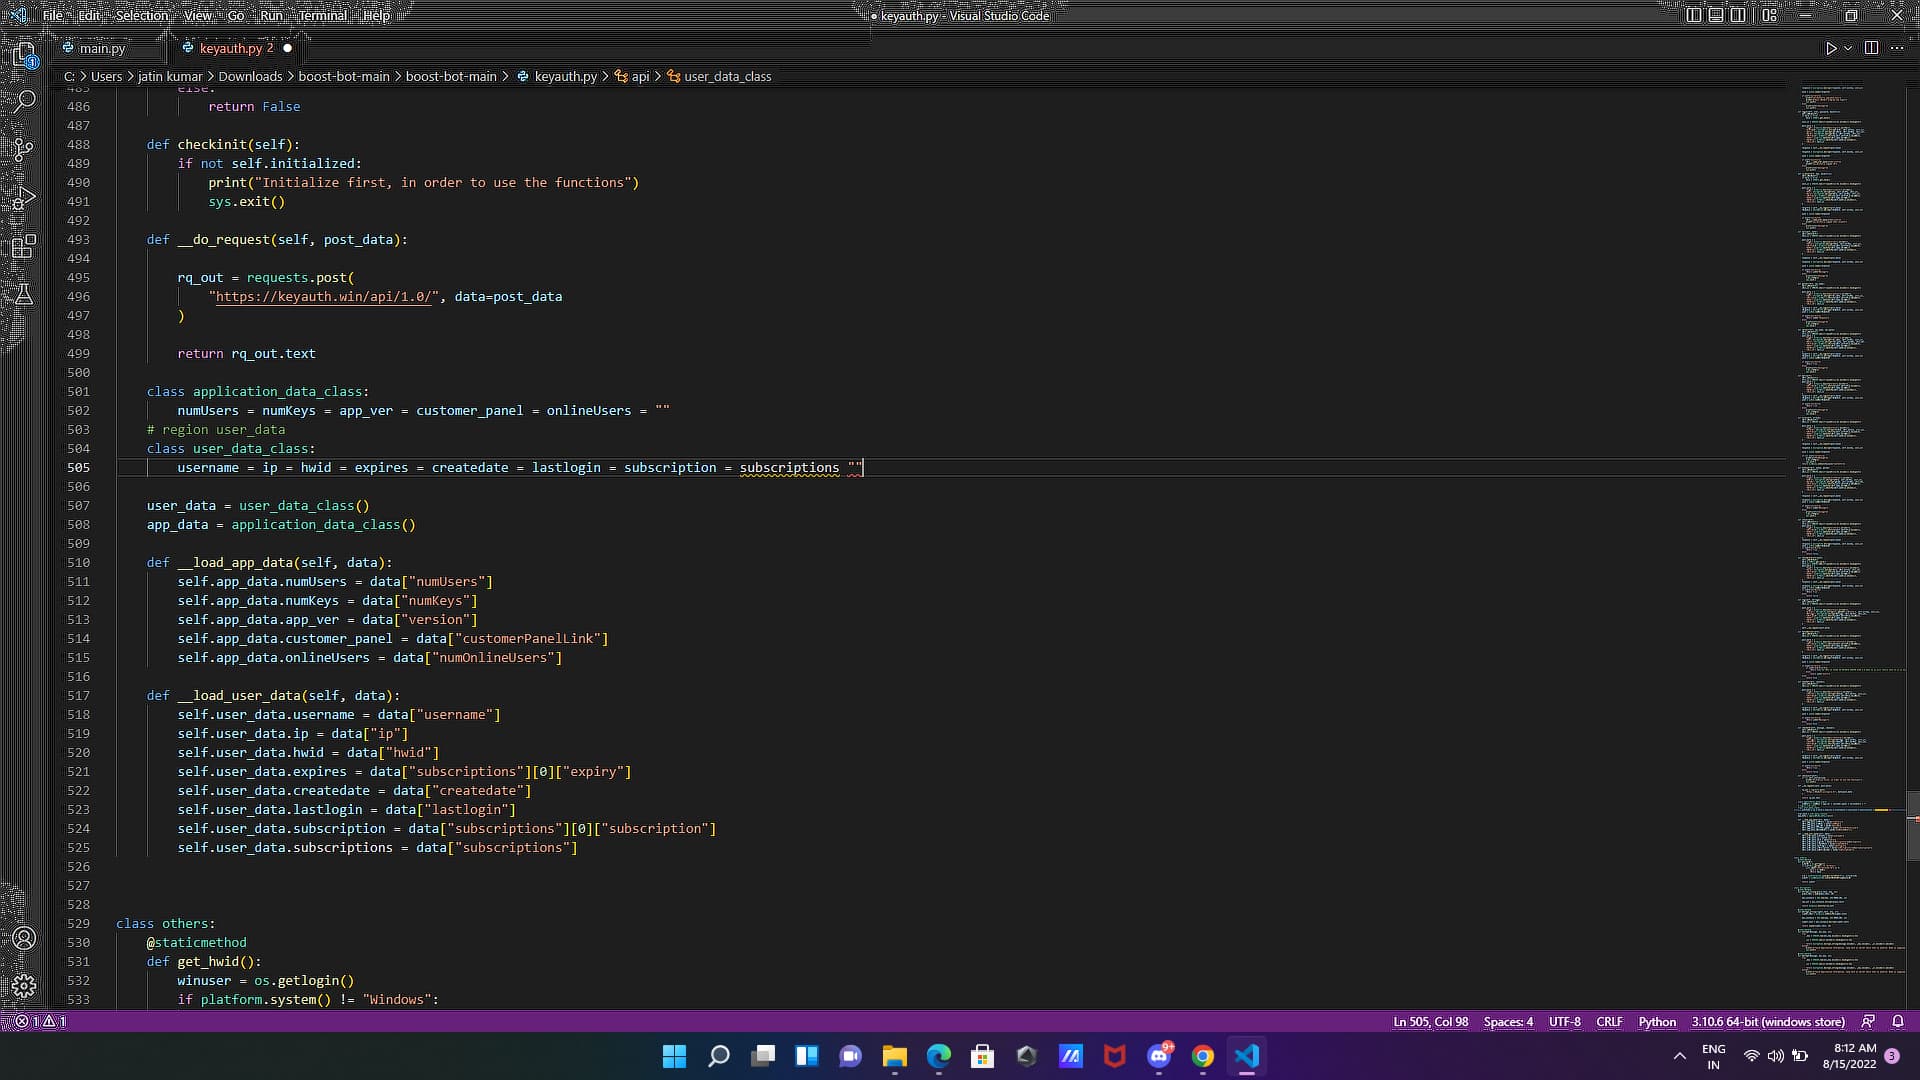 File Edit Selection View Go Run Terminal Help
● keyauth.py - Visual Studio Code
main.py
keyauth.py 2 ●
C: > Users > jatin kumar > Downloads > boost-bot-main > boost-bot-main > keyauth.py > api > user_data_class
485 else:
486 return False
487
488 def checkinit(self):
489 if not self.initialized:
490 print("Initialize first, in order to use the functions")
491 sys.exit()
492
493 def __do_request(self, post_data):
494
495 rq_out = requests.post(
496 "https://keyauth.win/api/1.0/", data=post_data
497 )
498
499 return rq_out.text
500
501 class application_data_class:
502 numUsers = numKeys = app_ver = customer_panel = onlineUsers = ""
503 # region user_data
504 class user_data_class:
505 username = ip = hwid = expires = createdate = lastlogin = subscription = subscriptions ""
506
507 user_data = user_data_class()
508 app_data = application_data_class()
509
510 def __load_app_data(self, data):
511 self.app_data.numUsers = data["numUsers"]
512 self.app_data.numKeys = data["numKeys"]
513 self.app_data.app_ver = data["version"]
514 self.app_data.customer_panel = data["customerPanelLink"]
515 self.app_data.onlineUsers = data["numOnlineUsers"]
516
517 def __load_user_data(self, data):
518 self.user_data.username = data["username"]
519 self.user_data.ip = data["ip"]
520 self.user_data.hwid = data["hwid"]
521 self.user_data.expires = data["subscriptions"][0]["expiry"]
522 self.user_data.createdate = data["createdate"]
523 self.user_data.lastlogin = data["lastlogin"]
524 self.user_data.subscription = data["subscriptions"][0]["subscription"]
525 self.user_data.subscriptions = data["subscriptions"]
526
527
528
529 class others:
530 @staticmethod
531 def get_hwid():
532 winuser = os.getlogin()
533 if platform.system() != "Windows":
1 1
Ln 505, Col 98 Spaces: 4 UTF-8 CRLF Python 3.10.6 64-bit (windows store)
9+
ENG
IN
8:12 AM
8/15/2022
3